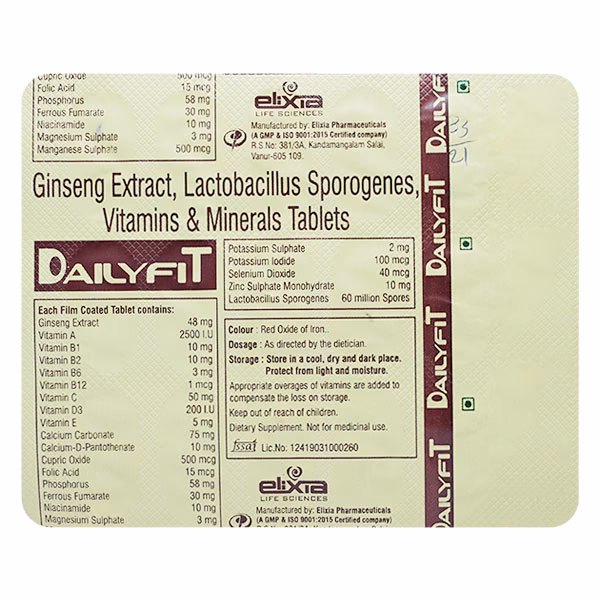 Cupric Oxide 500 mcg
Folic Acid 15 mcg
Phosphorus 58 mg
Ferrous Fumarate 30 mg
Niacinamide 10 mg
Magnesium Sulphate 3 mg
Manganese Sulphate 500 mcg
elixia
LIFE SCIENCES
Manufactured by: Elixia Pharmaceuticals
(A GMP & ISO 9001:2015 Certified company)
R.S.No: 381/3A, Kandamangalam Salai,
Vanur-605 109.
Ginseng Extract, Lactobacillus Sporogenes,
Vitamins & Minerals Tablets
DAILYFIT
Each Film Coated Tablet contains:
Ginseng Extract 48 mg
Vitamin A 2500 I.U
Vitamin B1 10 mg
Vitamin B2 10 mg
Vitamin B6 3 mg
Vitamin B12 1 mcg
Vitamin C 50 mg
Vitamin D3 200 I.U
Vitamin E 5 mg
Calcium Carbonate 75 mg
Calcium-D-Pantothenate 10 mg
Cupric Oxide 500 mcg
Folic Acid 15 mcg
Phosphorus 58 mg
Ferrous Fumarate 30 mg
Niacinamide 10 mg
Magnesium Sulphate 3 mg
Potassium Sulphate 2 mg
Potassium Iodide 100 mcg
Selenium Dioxide 40 mcg
Zinc Sulphate Monohydrate 10 mg
Lactobacillus Sporogenes 60 million Spores
Colour : Red Oxide of Iron..
Dosage : As directed by the dietician.
Storage : Store in a cool, dry and dark place.
Protect from light and moisture.
Appropriate overages of vitamins are added to
compensate the loss on storage.
Keep out of reach of children.
Dietary Supplement. Not for medicinal use.
fssai Lic.No: 12419031000260
elixia
LIFE SCIENCES
Manufactured by: Elixia Pharmaceuticals
(A GMP & ISO 9001:2015 Certified company)
DAILYFIT
DAILYFIT
DAILYFIT
21